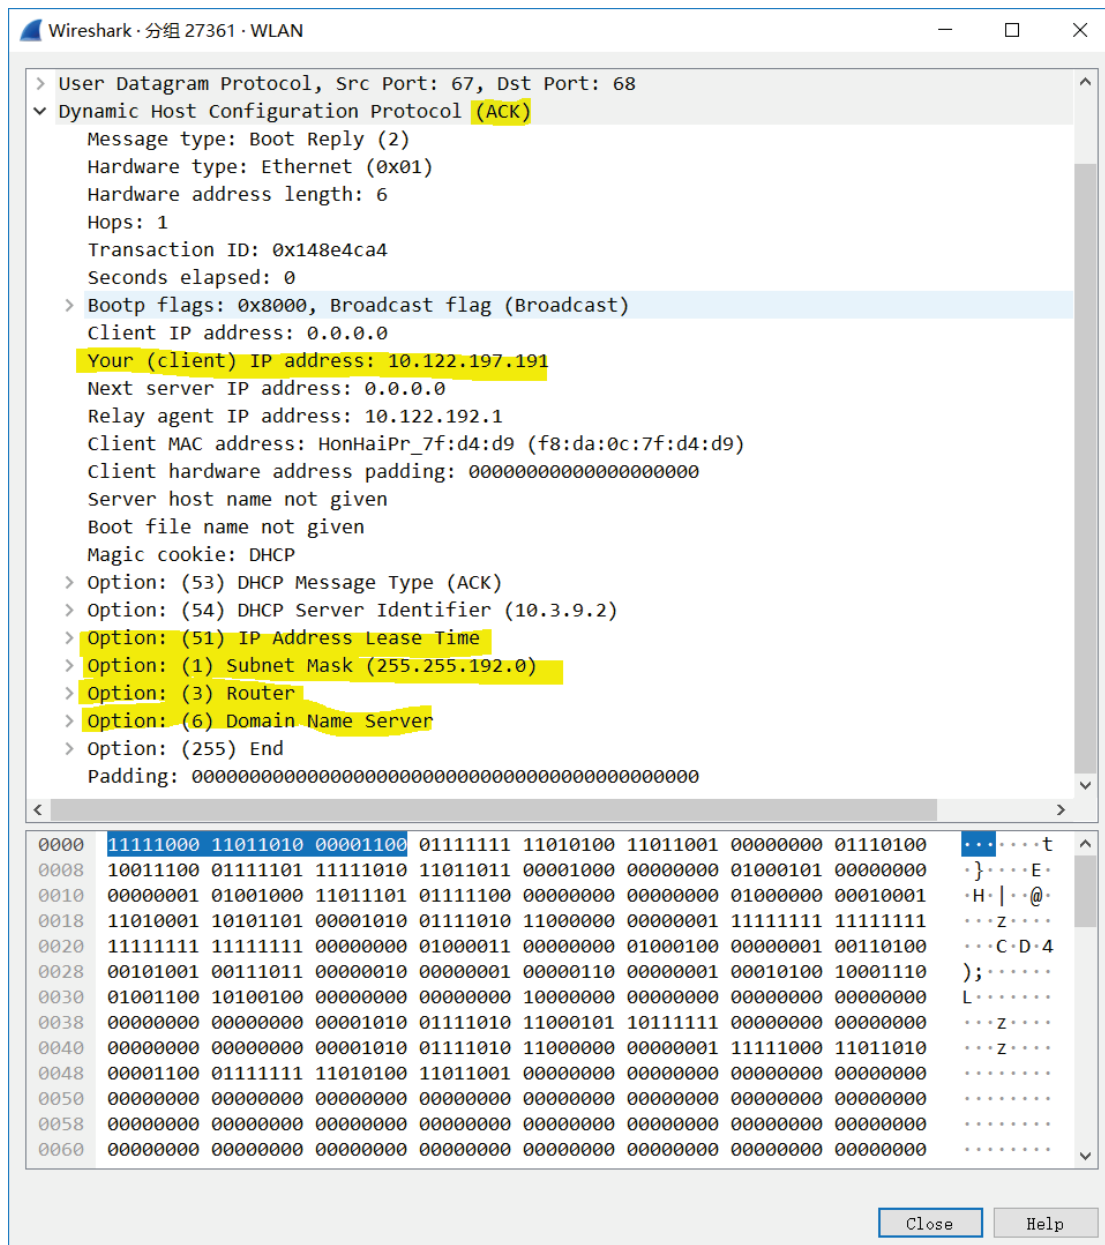 Wireshark · 分组 27361 · WLAN
User Datagram Protocol, Src Port: 67, Dst Port: 68
Dynamic Host Configuration Protocol (ACK)
Message type: Boot Reply (2)
Hardware type: Ethernet (0x01)
Hardware address length: 6
Hops: 1
Transaction ID: 0x148e4ca4
Seconds elapsed: 0
Bootp flags: 0x8000, Broadcast flag (Broadcast)
Client IP address: 0.0.0.0
Your (client) IP address: 10.122.197.191
Next server IP address: 0.0.0.0
Relay agent IP address: 10.122.192.1
Client MAC address: HonHaiPr_7f:d4:d9 (f8:da:0c:7f:d4:d9)
Client hardware address padding: 00000000000000000000
Server host name not given
Boot file name not given
Magic cookie: DHCP
Option: (53) DHCP Message Type (ACK)
Option: (54) DHCP Server Identifier (10.3.9.2)
Option: (51) IP Address Lease Time
Option: (1) Subnet Mask (255.255.192.0)
Option: (3) Router
Option: (6) Domain Name Server
Option: (255) End
Padding: 00000000000000000000000000000000000000000000
0000 11111000 11011010 00001100 01111111 11010100 11011001 00000000 01110100 ·······t
0008 10011100 01111101 11111010 11011011 00001000 00000000 01000101 00000000 ·}····E·
0010 00000001 01001000 11011101 01111100 00000000 00000000 01000000 00010001 ·H·|··@·
0018 11010001 10101101 00001010 01111010 11000000 00000001 11111111 11111111 ···z····
0020 11111111 11111111 00000000 01000011 00000000 01000100 00000001 00110100 ···C·D·4
0028 00101001 00111011 00000010 00000001 00000110 00000001 00010100 10001110 );······
0030 01001100 10100100 00000000 00000000 10000000 00000000 00000000 00000000 L·······
0038 00000000 00000000 00001010 01111010 11000101 10111111 00000000 00000000 ···z····
0040 00000000 00000000 00001010 01111010 11000000 00000001 11111000 11011010 ···z····
0048 00001100 01111111 11010100 11011001 00000000 00000000 00000000 00000000 ········
0050 00000000 00000000 00000000 00000000 00000000 00000000 00000000 00000000 ········
0058 00000000 00000000 00000000 00000000 00000000 00000000 00000000 00000000 ········
0060 00000000 00000000 00000000 00000000 00000000 00000000 00000000 00000000 ········
Close Help